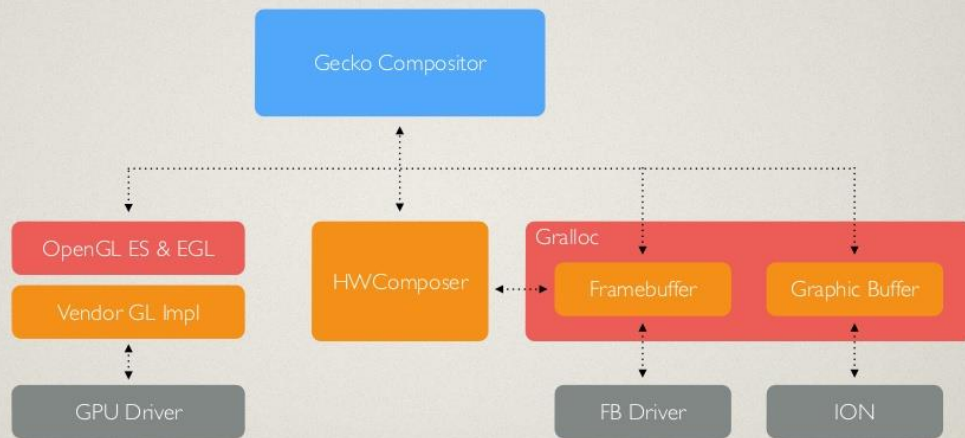 Gecko Compositor
OpenGL ES & EGL
Vendor GL Impl
GPU Driver
HWComposer
Gralloc
Framebuffer
Graphic Buffer
FB Driver
ION